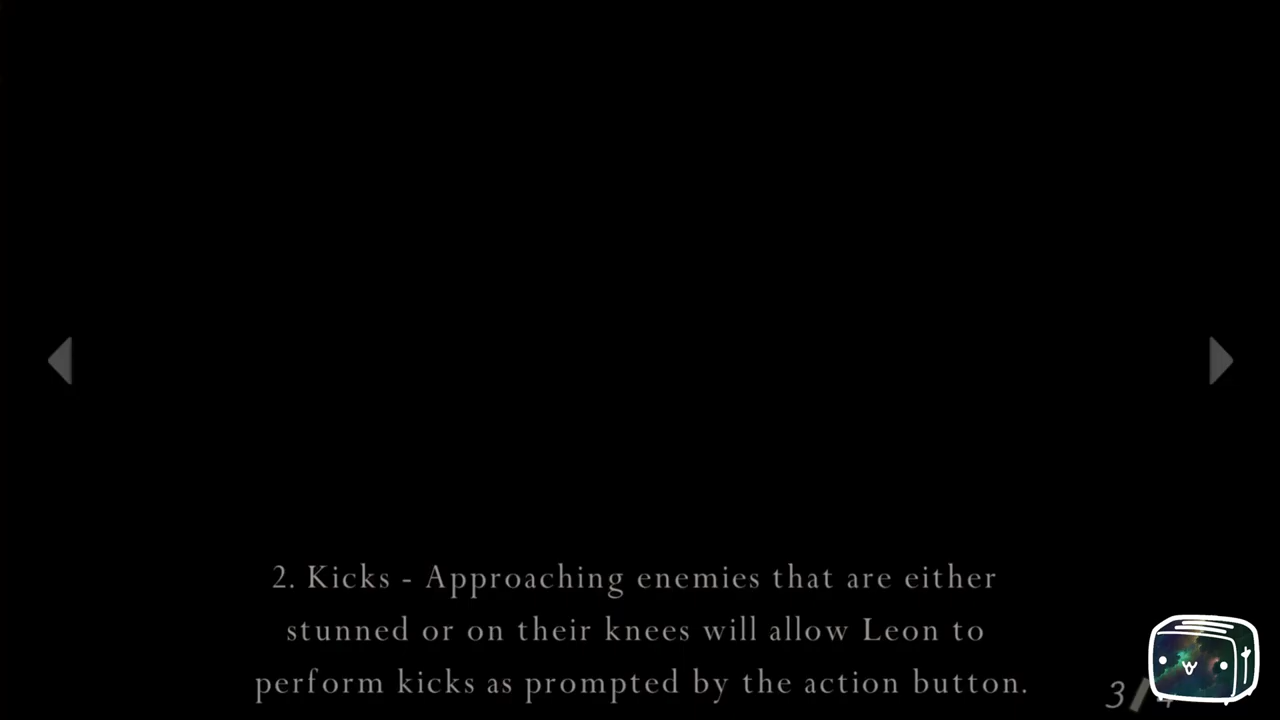 2. Kicks - Approaching enemies that are either
stunned or on their knees will allow Leon to
perform kicks as prompted by the action button.
3/4